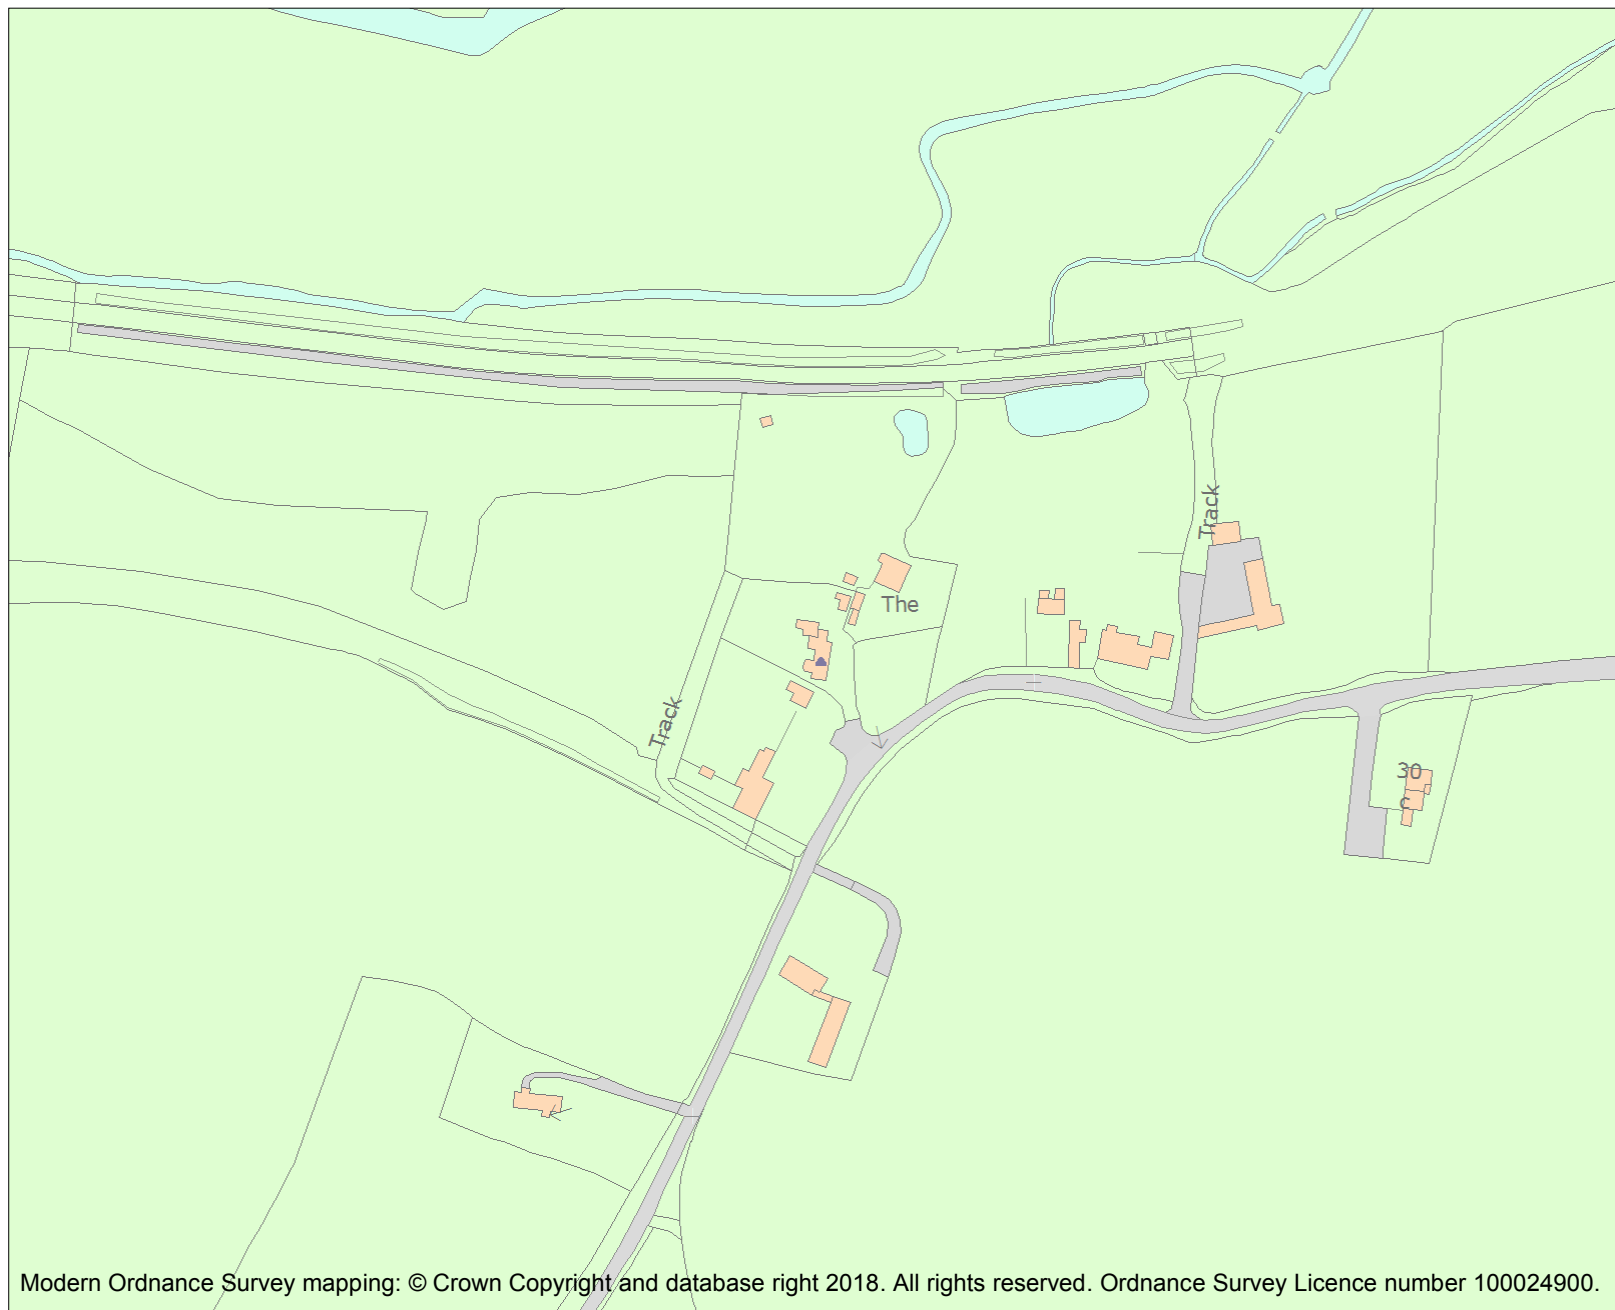 Track
The
Track
30
Modern Ordnance Survey mapping: © Crown Copyright and database right 2018. All rights reserved. Ordnance Survey Licence number 100024900.